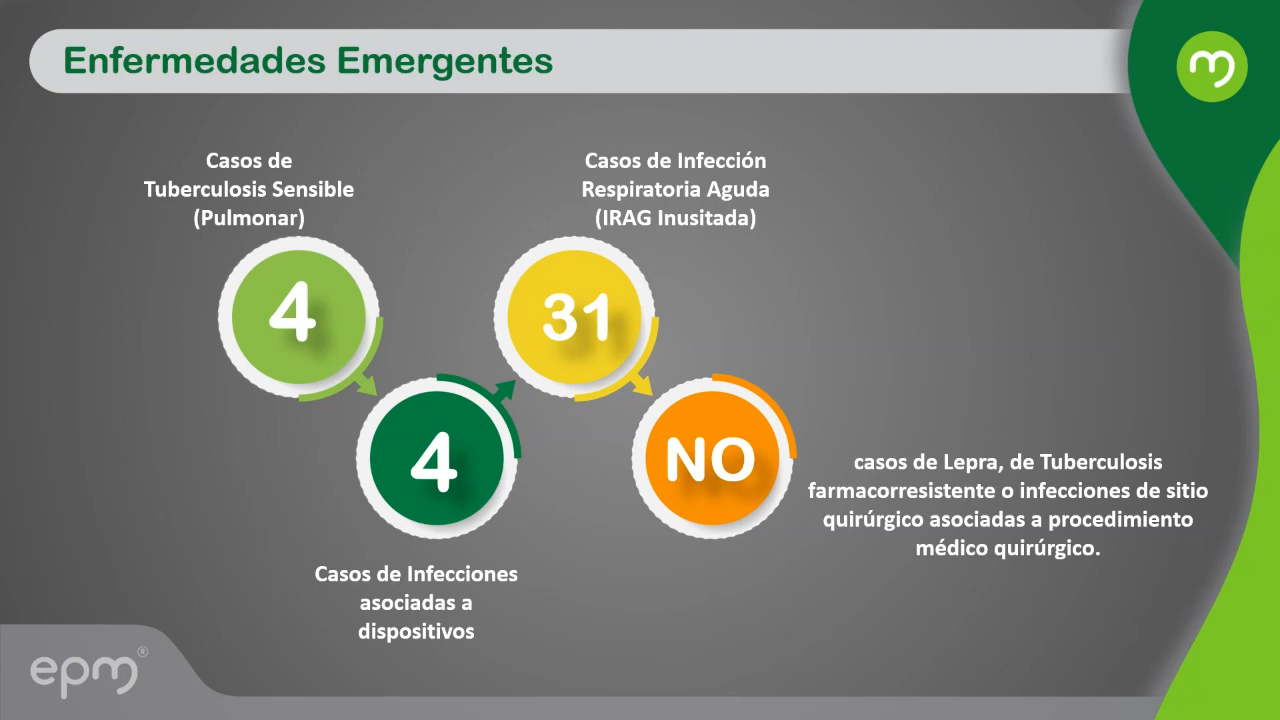 Enfermedades Emergentes
Casos de
Tuberculosis Sensible
(Pulmonar)
4
4
Casos de Infecciones
asociadas a
dispositivos
Casos de Infección
Respiratoria Aguda
(IRAG Inusitada)
31
NO
casos de Lepra, de Tuberculosis
farmacorresistente o infecciones de sitio
quirúrgico asociadas a procedimiento
médico quirúrgico.
epm®